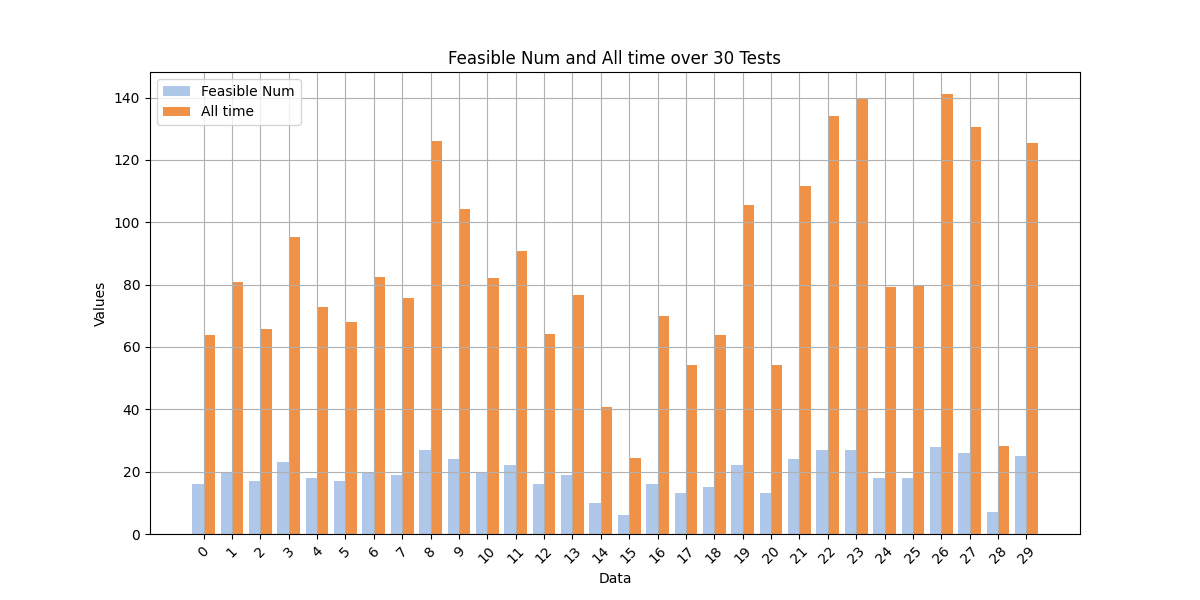 Feasible Num and All time over 30 Tests
Feasible Num
All time
140
120
100
80
60
40
20
0
Values
0 1 2 3 4 5 6 7 8 9 10 11 12 13 14 15 16 17 18 19 20 21 22 23 24 25 26 27 28 29
Data